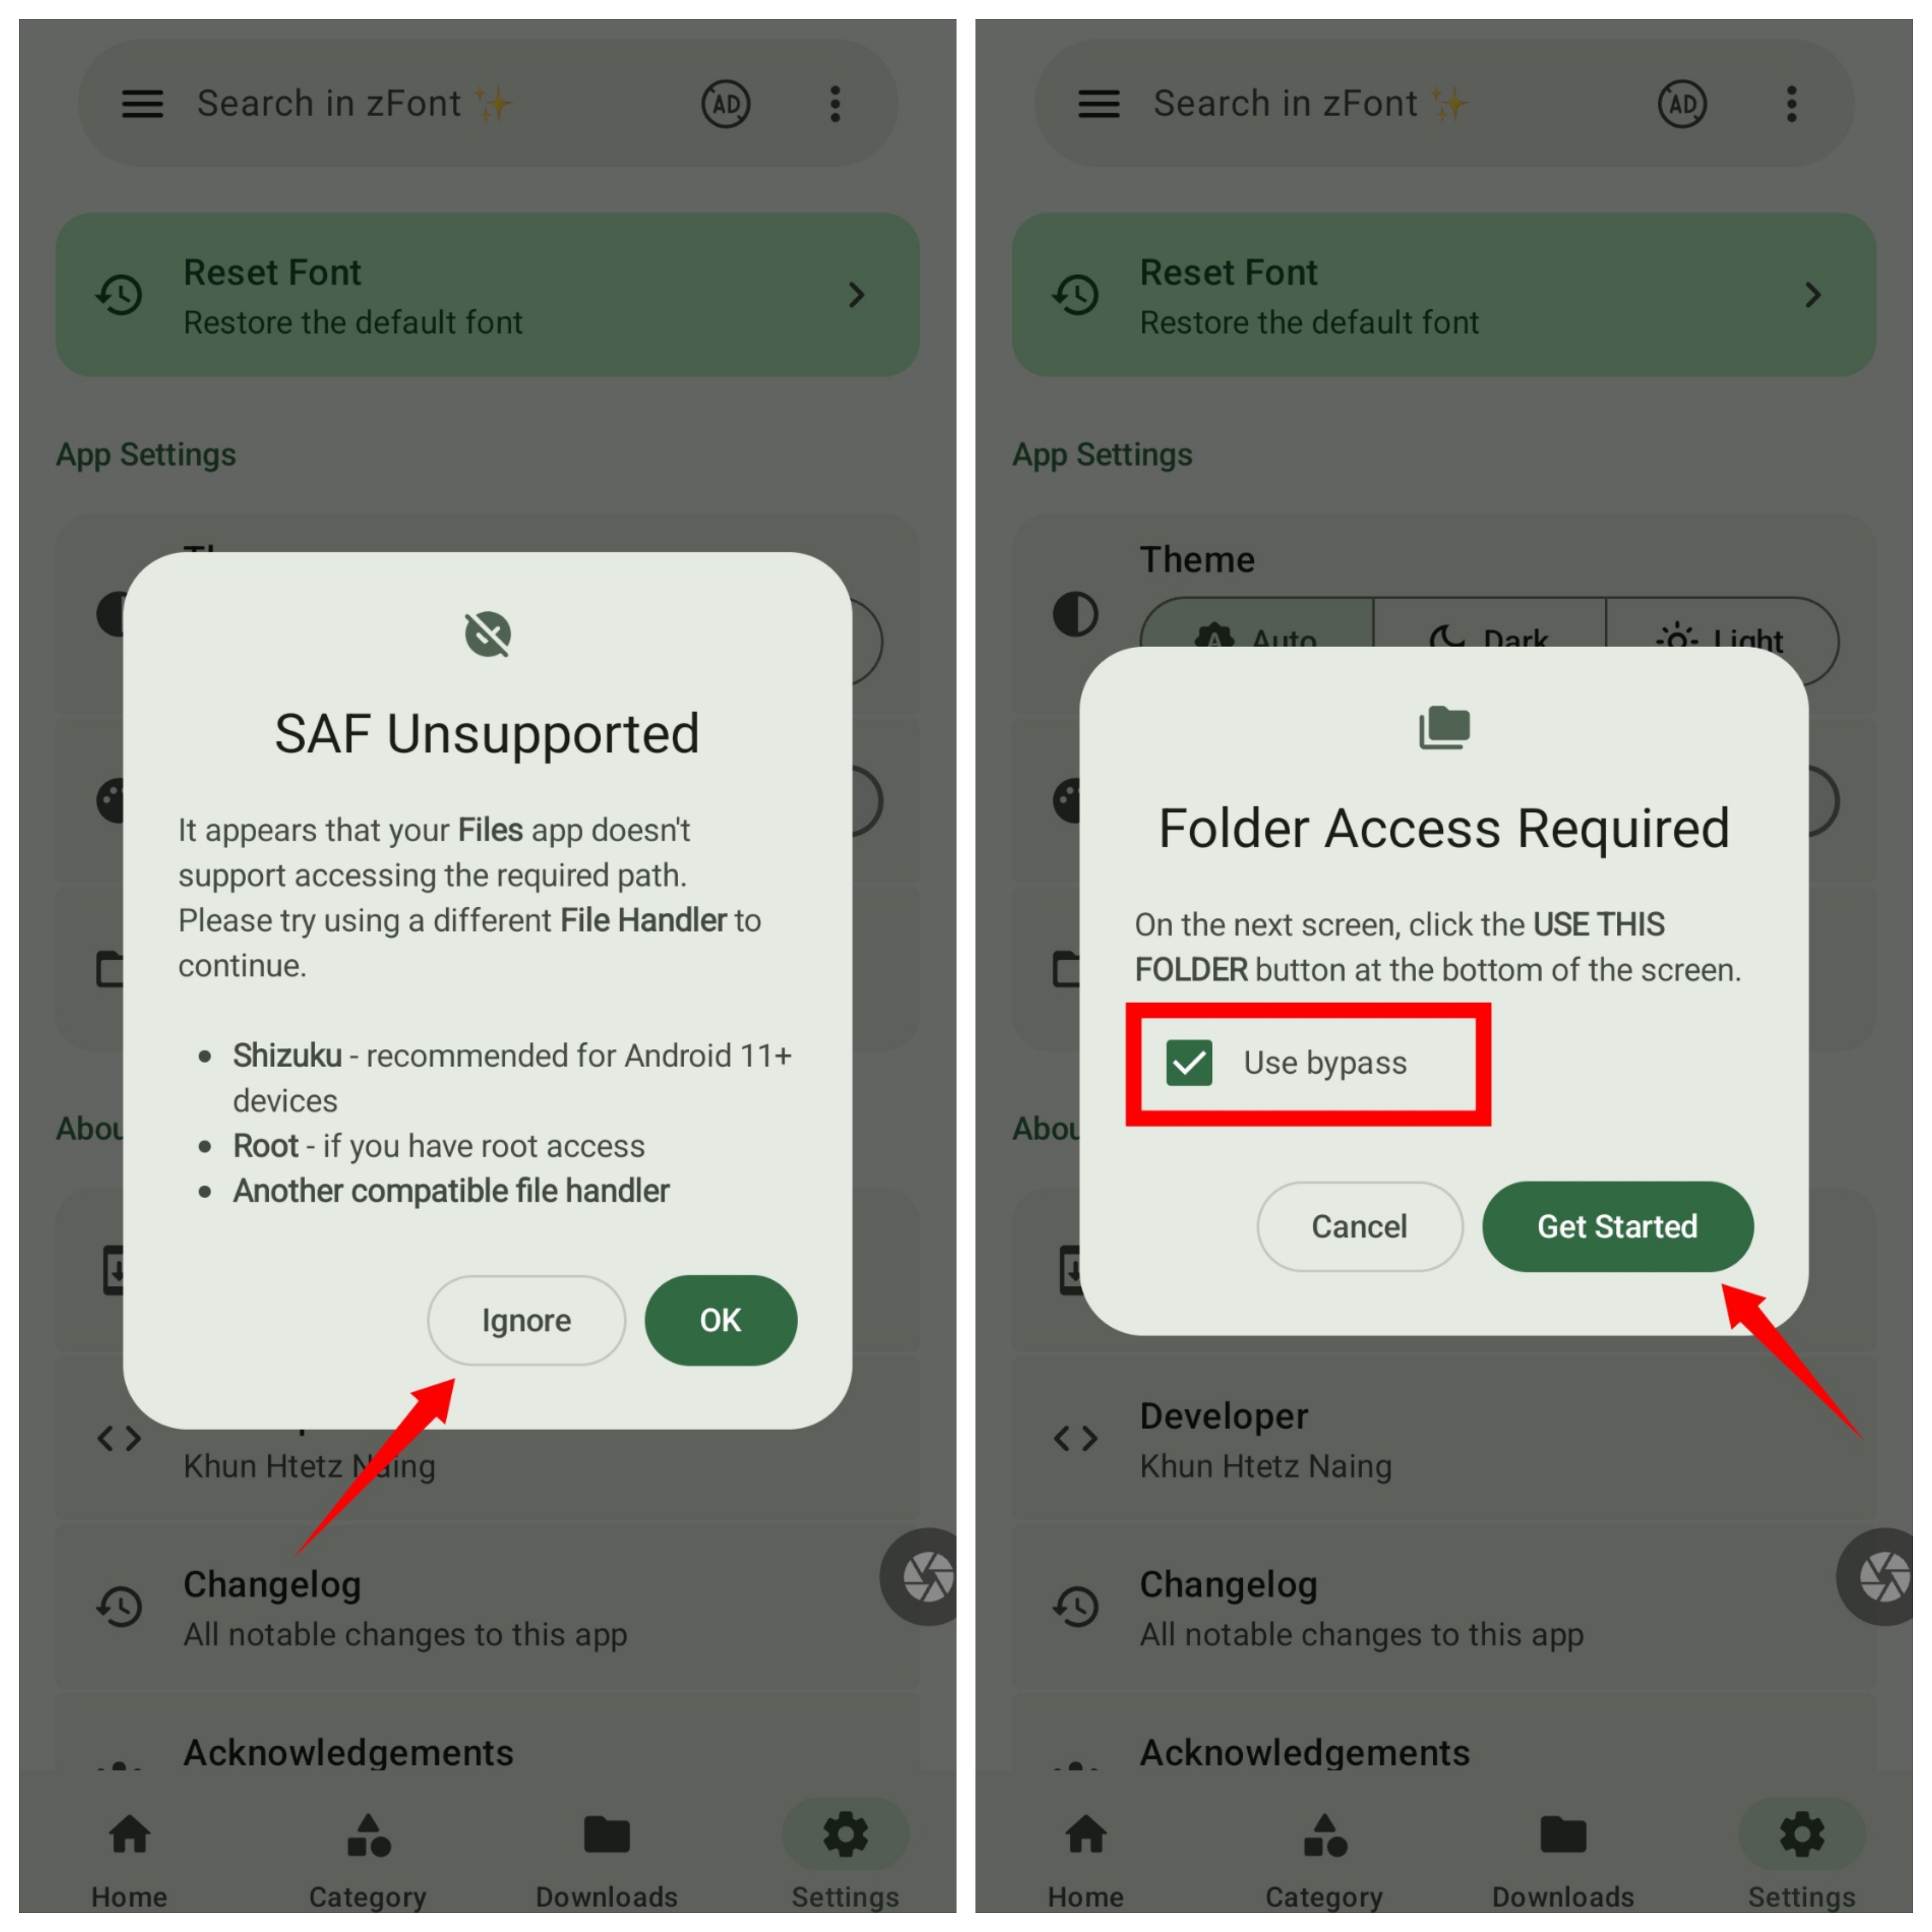 Search in zFont ✨
AD
Reset Font
Restore the default font
App Settings
SAF Unsupported
It appears that your Files app doesn't
support accessing the required path.
Please try using a different File Handler to
continue.
• Shizuku - recommended for Android 11+
devices
• Root - if you have root access
• Another compatible file handler
Ignore
OK
Khun Htetz Naing
Changelog
All notable changes to this app
Acknowledgements
Home
Category
Downloads
Settings
Search in zFont ✨
AD
Reset Font
Restore the default font
App Settings
Theme
A Auto
Dark
Light
Folder Access Required
On the next screen, click the USE THIS
FOLDER button at the bottom of the screen.
Use bypass
Cancel
Get Started
Developer
Khun Htetz Naing
Changelog
All notable changes to this app
Acknowledgements
Home
Category
Downloads
Settings